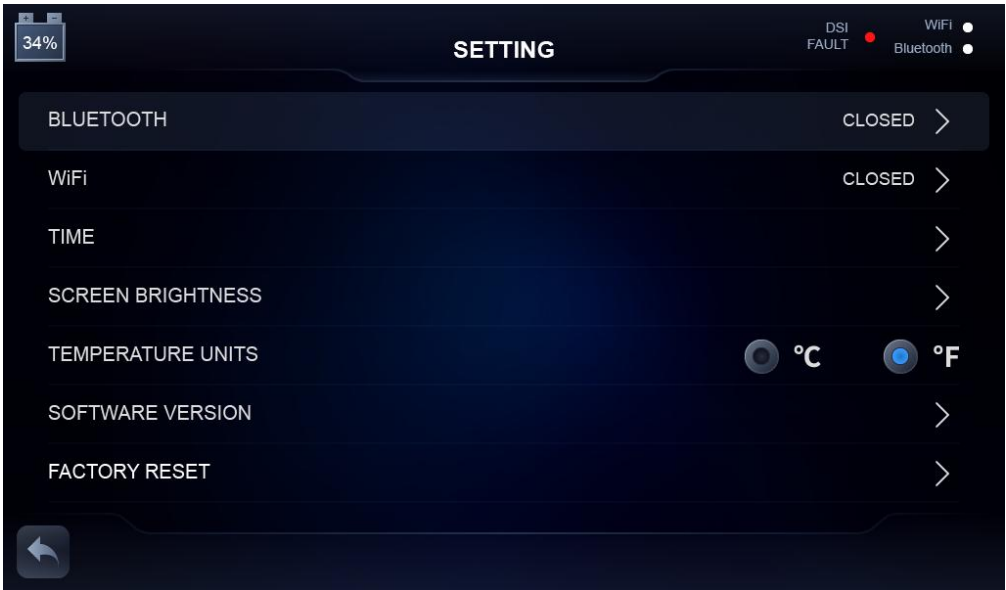 34%
SETTING
DSI
FAULT
WiFi
Bluetooth
BLUETOOTH CLOSED
WiFi CLOSED
TIME
SCREEN BRIGHTNESS
TEMPERATURE UNITS °C °F
SOFTWARE VERSION
FACTORY RESET